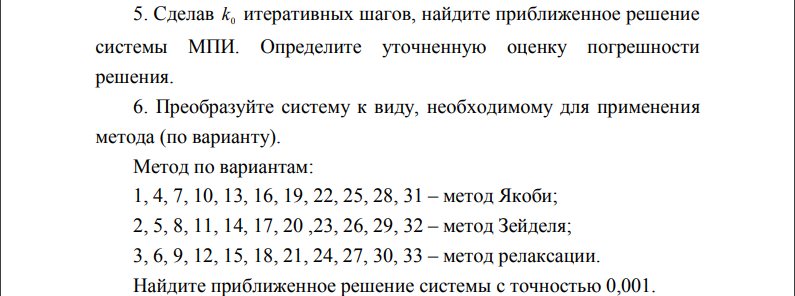 5. Сделав k₀ итеративных шагов, найдите приближенное решение
системы МПИ. Определите уточненную оценку погрешности
решения.
6. Преобразуйте систему к виду, необходимому для применения
метода (по варианту).
Метод по вариантам:
1, 4, 7, 10, 13, 16, 19, 22, 25, 28, 31 – метод Якоби;
2, 5, 8, 11, 14, 17, 20 ,23, 26, 29, 32 – метод Зейделя;
3, 6, 9, 12, 15, 18, 21, 24, 27, 30, 33 – метод релаксации.
Найдите приближенное решение системы с точностью 0,001.